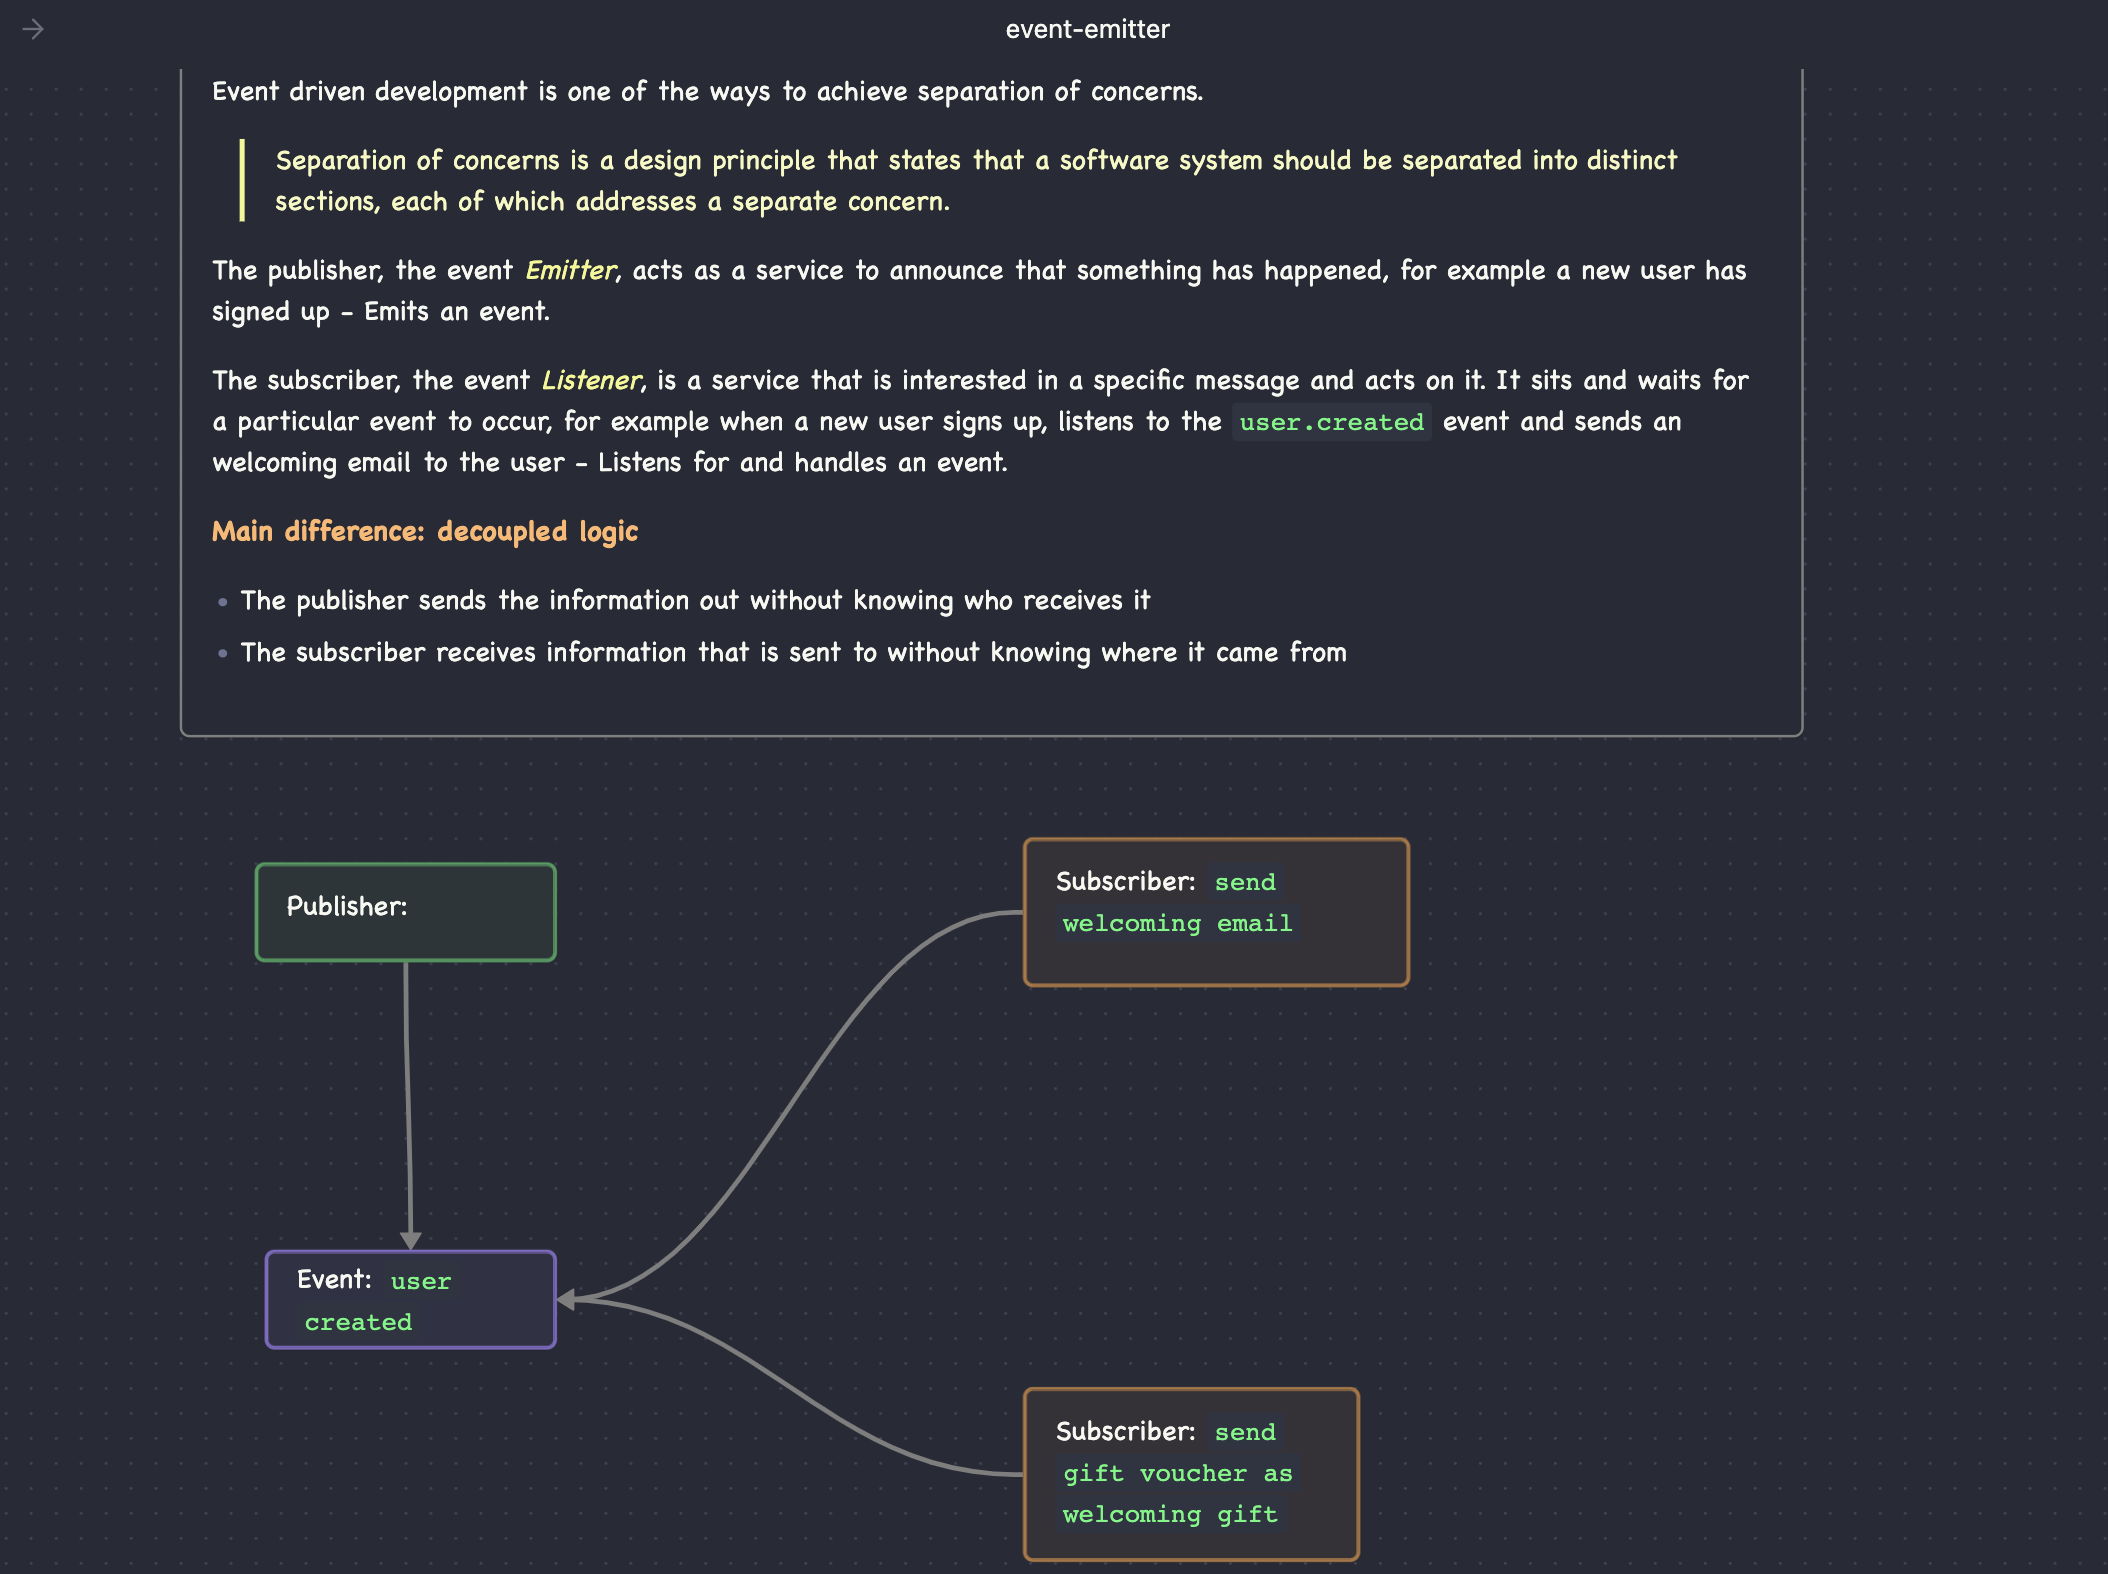 event-emitter
Event driven development is one of the ways to achieve separation of concerns.
Separation of concerns is a design principle that states that a software system should be separated into distinct
sections, each of which addresses a separate concern.
The publisher, the event Emitter, acts as a service to announce that something has happened, for example a new user has
signed up - Emits an event.
The subscriber, the event Listener, is a service that is interested in a specific message and acts on it. It sits and waits for
a particular event to occur, for example when a new user signs up, listens to the user.created event and sends an
welcoming email to the user - Listens for and handles an event.
Main difference: decoupled logic
• The publisher sends the information out without knowing who receives it
• The subscriber receives information that is sent to without knowing where it came from
Publisher:
Subscriber: send
welcoming email
Event: user
created
Subscriber: send
gift voucher as
welcoming gift